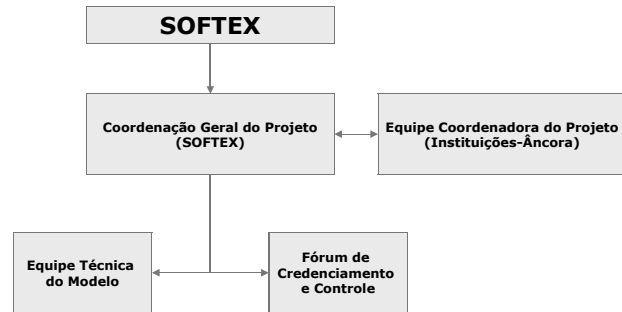 SOFTEX
Coordenação Geral do Projeto
(SOFTEX)
Equipe Coordenadora do Projeto
(Instituições-Âncora)
Equipe Técnica
do Modelo
Fórum de
Credenciamento
e Controle